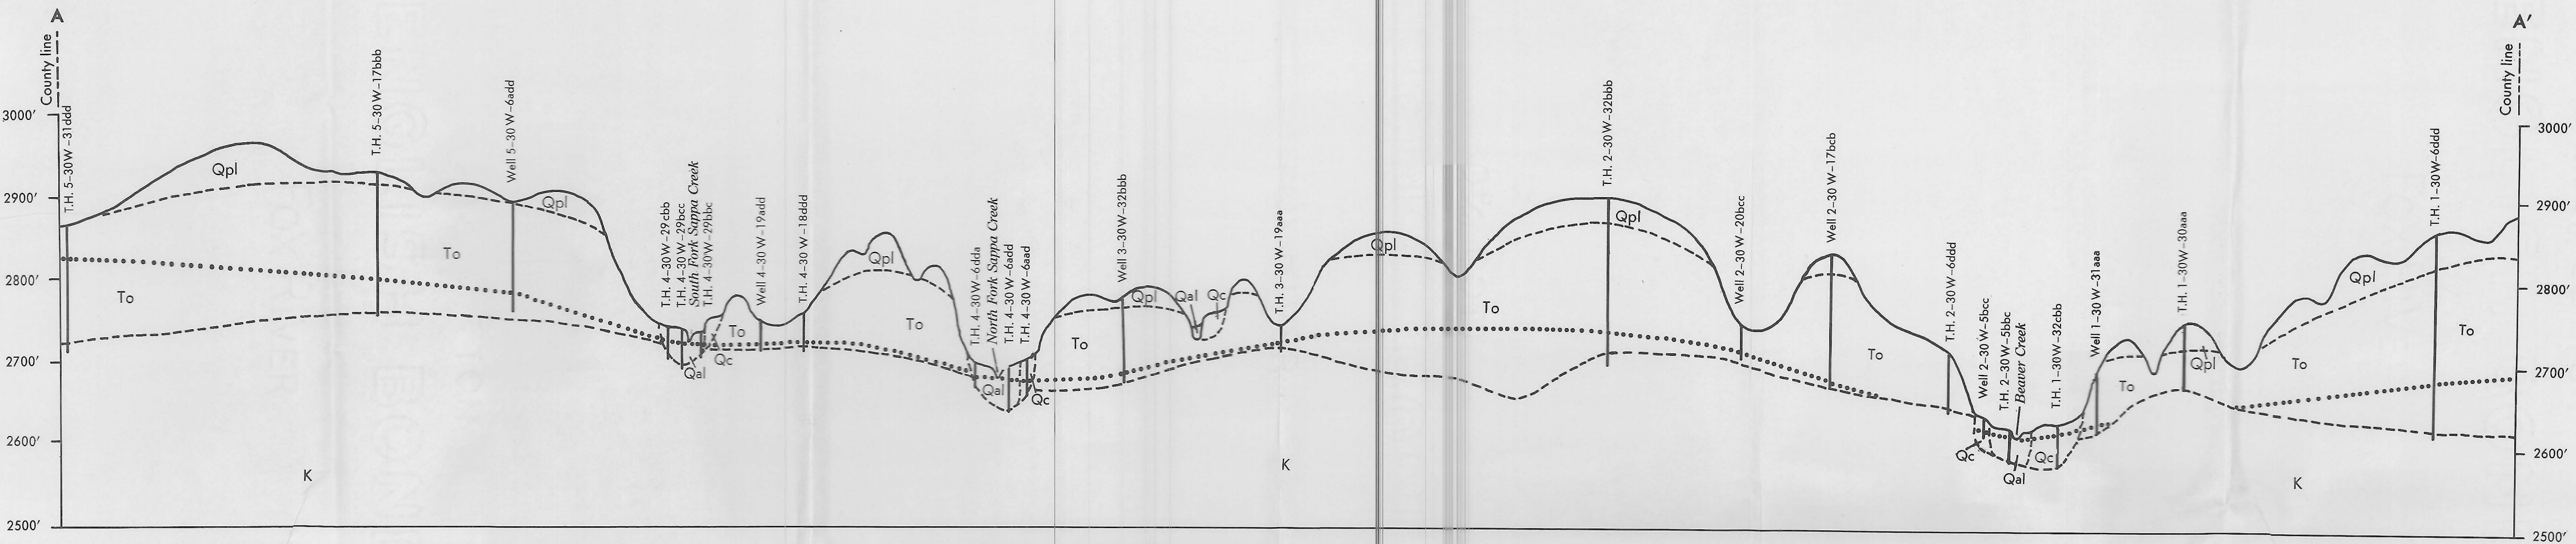 A
A'
County line
County line
3000'
2900'
2800'
2700'
2600'
2500'
3000'
2900'
2800'
2700'
2600'
2500'
T.H. 5-30W-31ddd
T.H. 5-30W-17bbb
Well 5-30W-6add
T.H. 4-30W-29cbb
T.H. 4-30W-29bcc
South Fork Sappa Creek
T.H. 4-30W-29bbc
Well 4-30W-19add
T.H. 4-30W-18ddd
T.H. 4-30W-6dda
North Fork Sappa Creek
T.H. 4-30W-6add
T.H. 4-30W-6aad
Well 3-30W-32bbb
T.H. 3-30W-19aaa
T.H. 2-30W-32bbb
Well 2-30W-20bcc
Well 2-30W-17bcb
T.H. 2-30W-6ddd
Well 2-30W-5bcc
T.H. 2-30W-5bbc
Beaver Creek
T.H. 1-30W-32cbb
Well 1-30W-31aaa
T.H. 1-30W-30aaa
T.H. 1-30W-6ddd
Qpl
To
To
Qpl
Qal
Qc
To
Qpl
To
Qal
Qc
To
Qpl
Qal
Qc
Qpl
To
Qpl
To
Qc
Qal
Qc
To
Qpl
To
Qpl
To
K
K
K